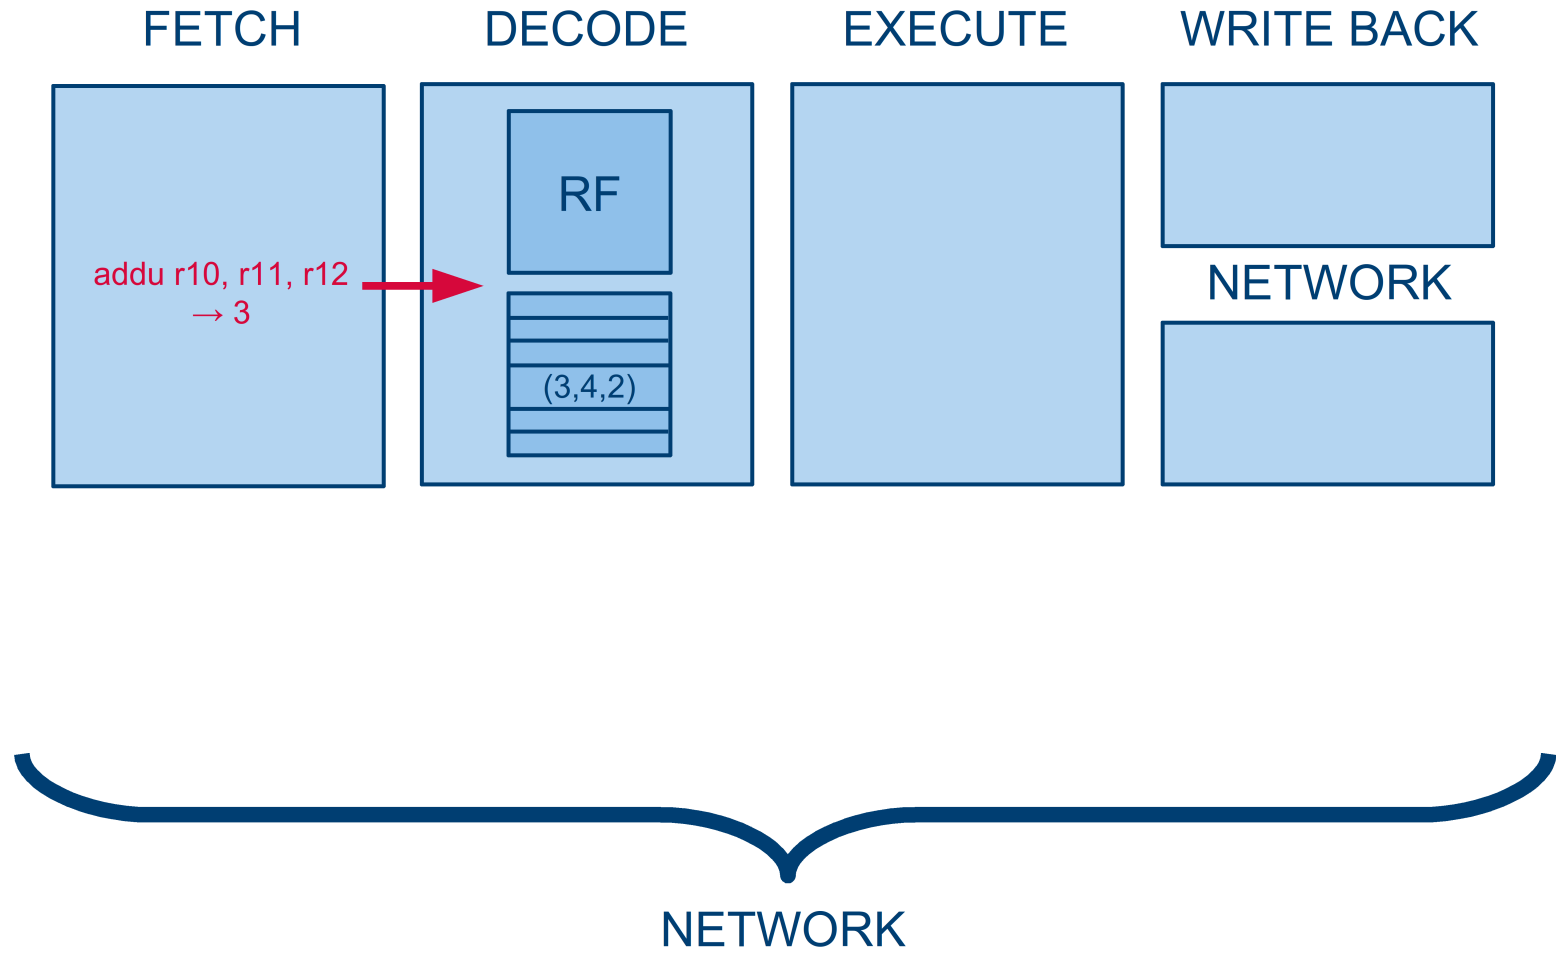 FETCH
DECODE
EXECUTE
WRITE BACK
RF
addu r10, r11, r12
→ 3
(3,4,2)
NETWORK
NETWORK